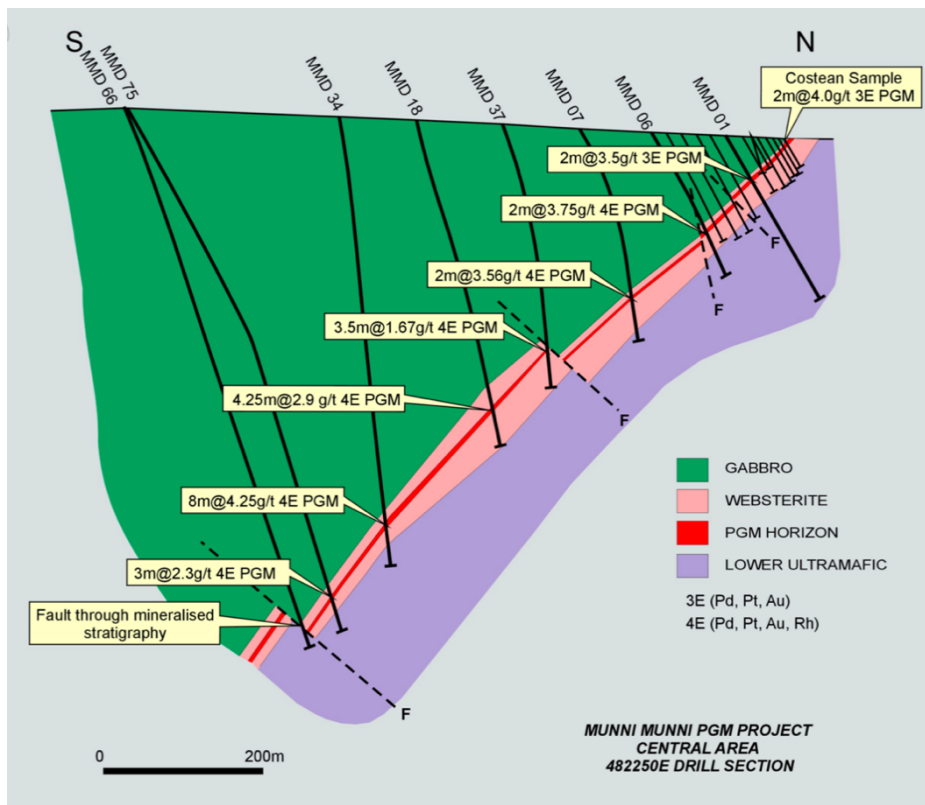 S
N
MMD 66
MMD 75
MMD 34
MMD 18
MMD 37
MMD 07
MMD 06
MMD 01
Costean Sample
2m@4.0g/t 3E PGM
2m@3.5g/t 3E PGM
2m@3.75g/t 4E PGM
2m@3.56g/t 4E PGM
3.5m@1.67g/t 4E PGM
4.25m@2.9 g/t 4E PGM
8m@4.25g/t 4E PGM
3m@2.3g/t 4E PGM
Fault through mineralised
stratigraphy
F
F
F
F
GABBRO
WEBSTERITE
PGM HORIZON
LOWER ULTRAMAFIC
3E (Pd, Pt, Au)
4E (Pd, Pt, Au, Rh)
0
200m
MUNNI MUNNI PGM PROJECT
CENTRAL AREA
482250E DRILL SECTION